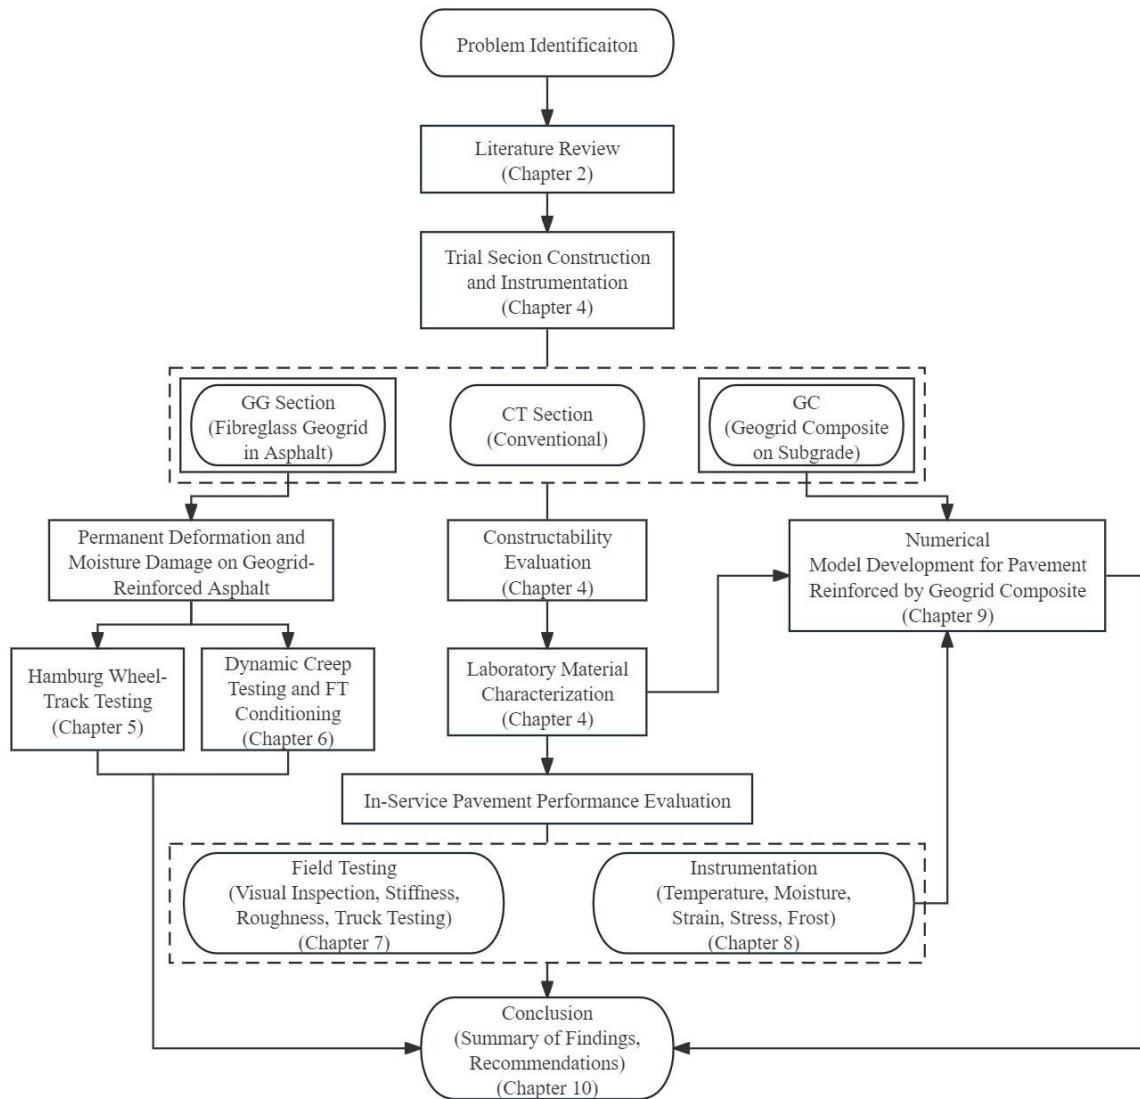 Problem Identificaiton
Literature Review
(Chapter 2)
Trial Secion Construction
and Instrumentation
(Chapter 4)
GG Section
(Fibreglass Geogrid
in Asphalt)
CT Section
(Conventional)
GC
(Geogrid Composite
on Subgrade)
Permanent Deformation and
Moisture Damage on Geogrid-
Reinforced Asphalt
Constructability
Evaluation
(Chapter 4)
Numerical
Model Development for Pavement
Reinforced by Geogrid Composite
(Chapter 9)
Hamburg Wheel-
Track Testing
(Chapter 5)
Dynamic Creep
Testing and FT
Conditioning
(Chapter 6)
Laboratory Material
Characterization
(Chapter 4)
In-Service Pavement Performance Evaluation
Field Testing
(Visual Inspection, Stiffness,
Roughness, Truck Testing)
(Chapter 7)
Instrumentation
(Temperature, Moisture,
Strain, Stress, Frost)
(Chapter 8)
Conclusion
(Summary of Findings,
Recommendations)
(Chapter 10)